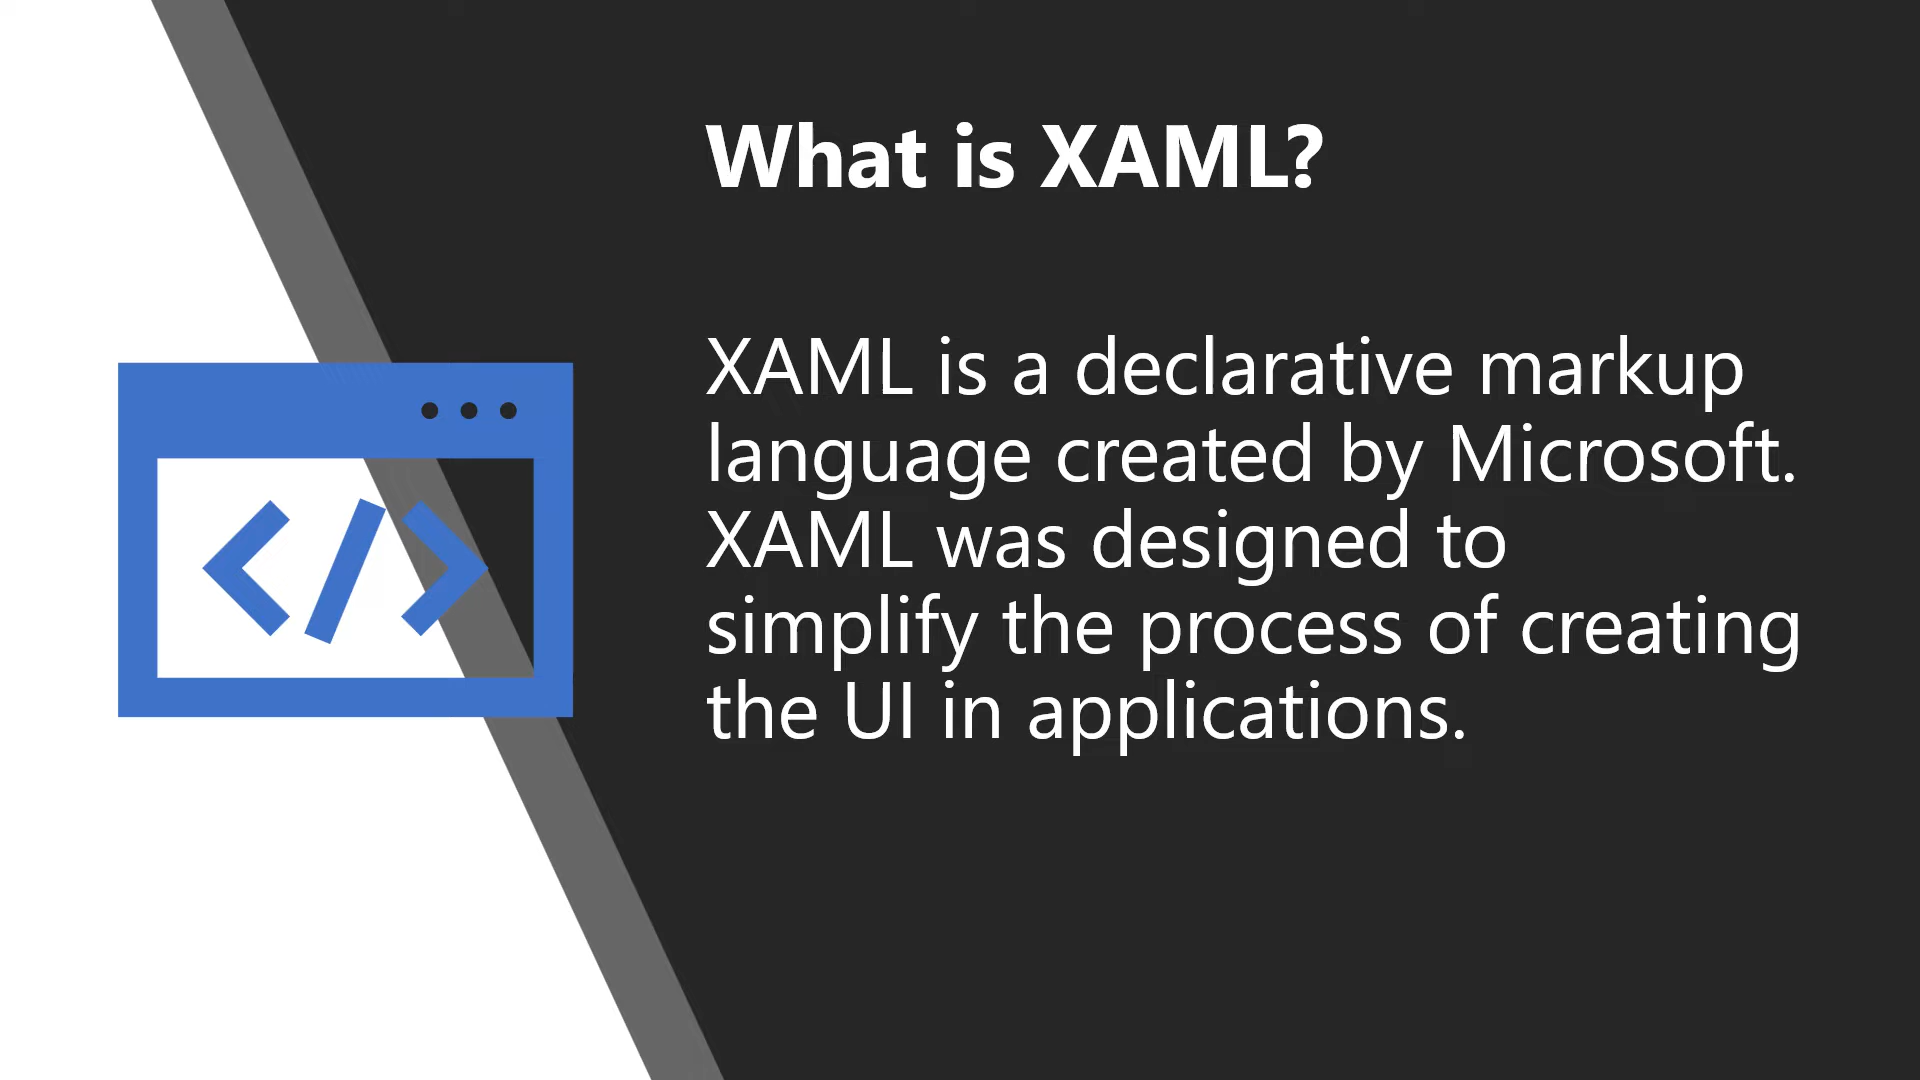 What is XAML?
XAML is a declarative markup
language created by Microsoft.
XAML was designed to
simplify the process of creating
the UI in applications.